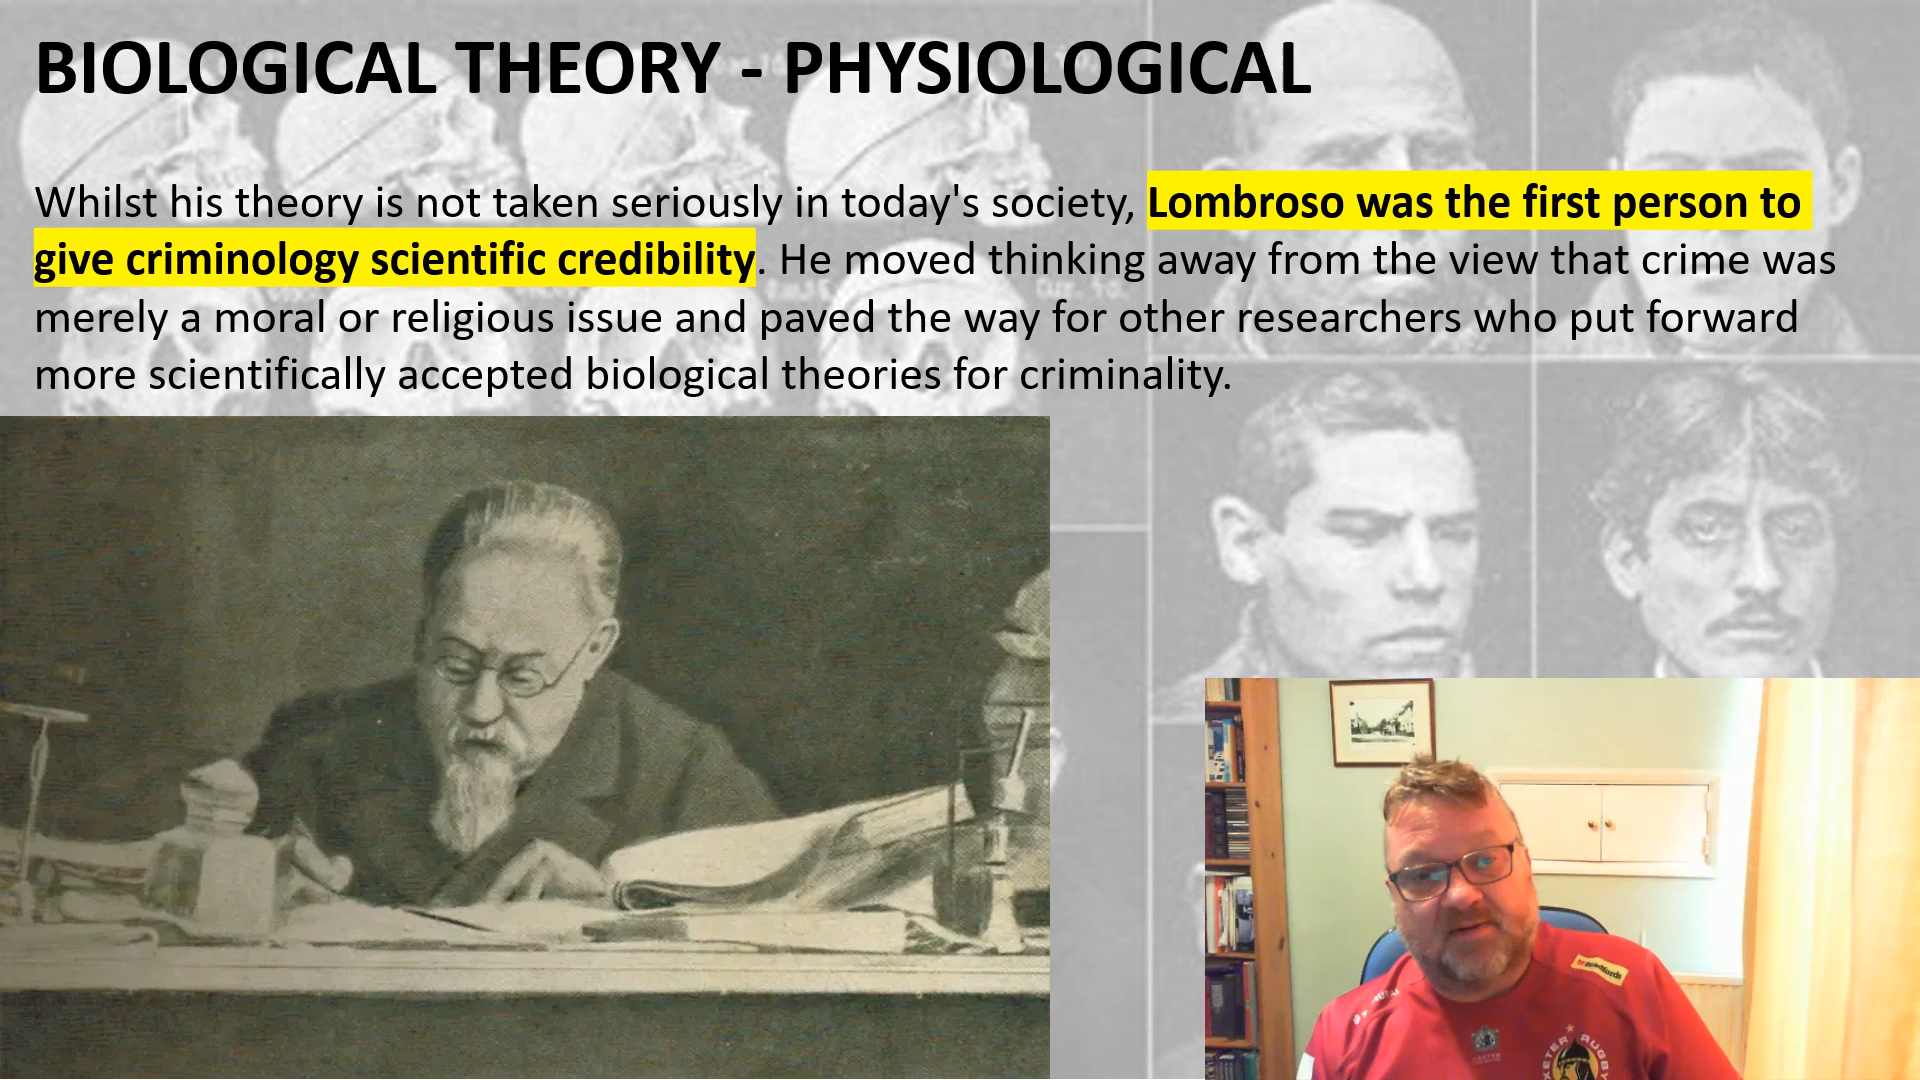 BIOLOGICAL THEORY - PHYSIOLOGICAL
Whilst his theory is not taken seriously in today's society, Lombroso was the first person to
give criminology scientific credibility. He moved thinking away from the view that crime was
merely a moral or religious issue and paved the way for other researchers who put forward
more scientifically accepted biological theories for criminality.
EXETER RUGBY